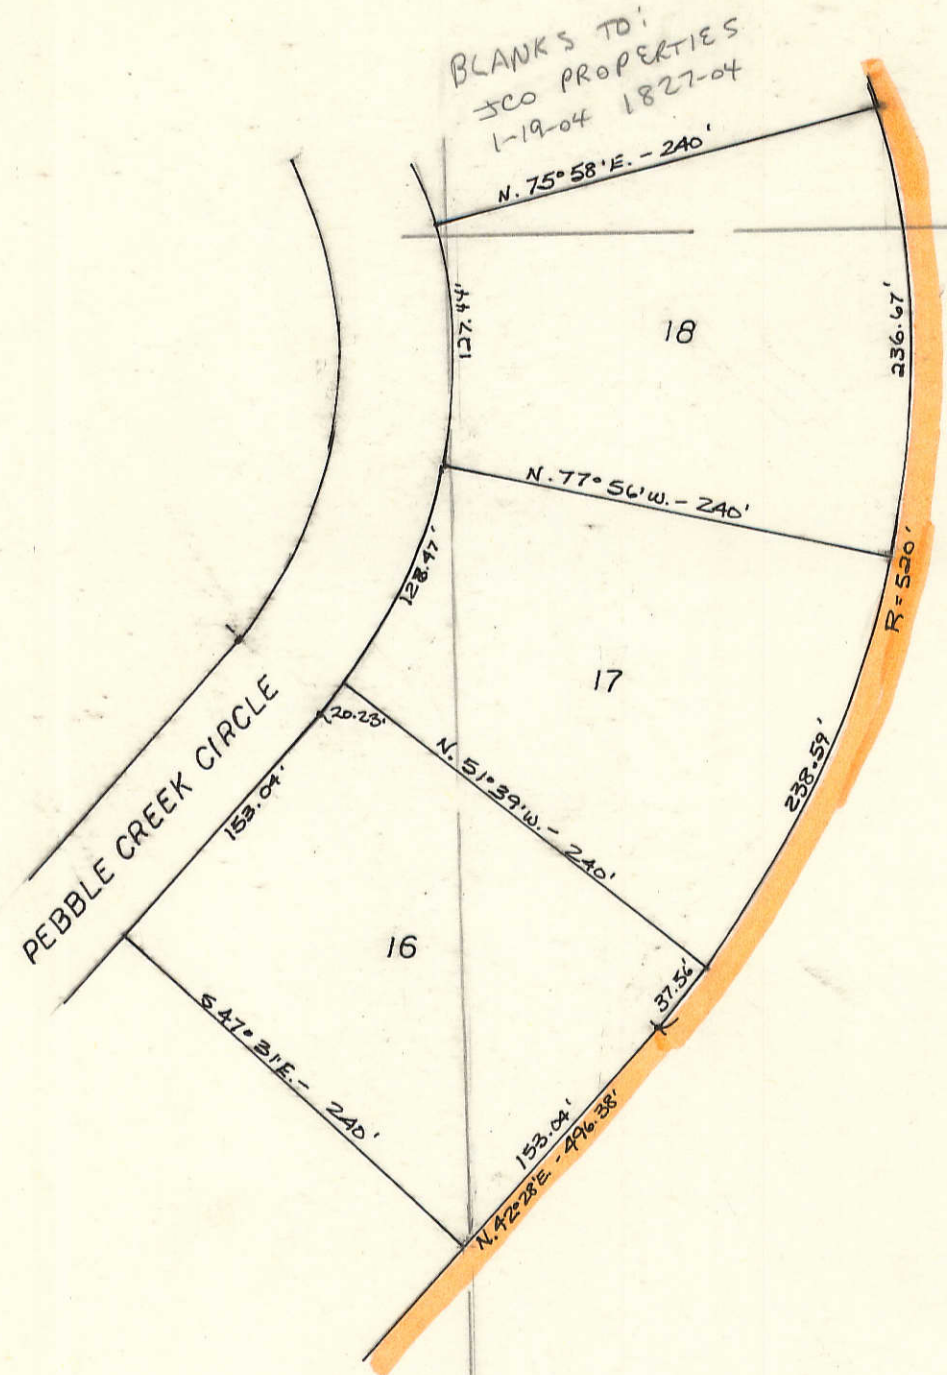 BLANKS TO:
JCO PROPERTIES
1-19-04 1827-04
N. 75° 58' E. - 240'
127.44'
18
236.67'
N. 77° 56' W. - 240'
128.47'
R = 520'
17
20.23'
PEBBLE CREEK CIRCLE
153.04'
N. 51° 39' W. - 240'
238.59'
16
37.56'
S 47° 31' E. - 240'
153.04'
N. 42° 28' E. - 496.38'